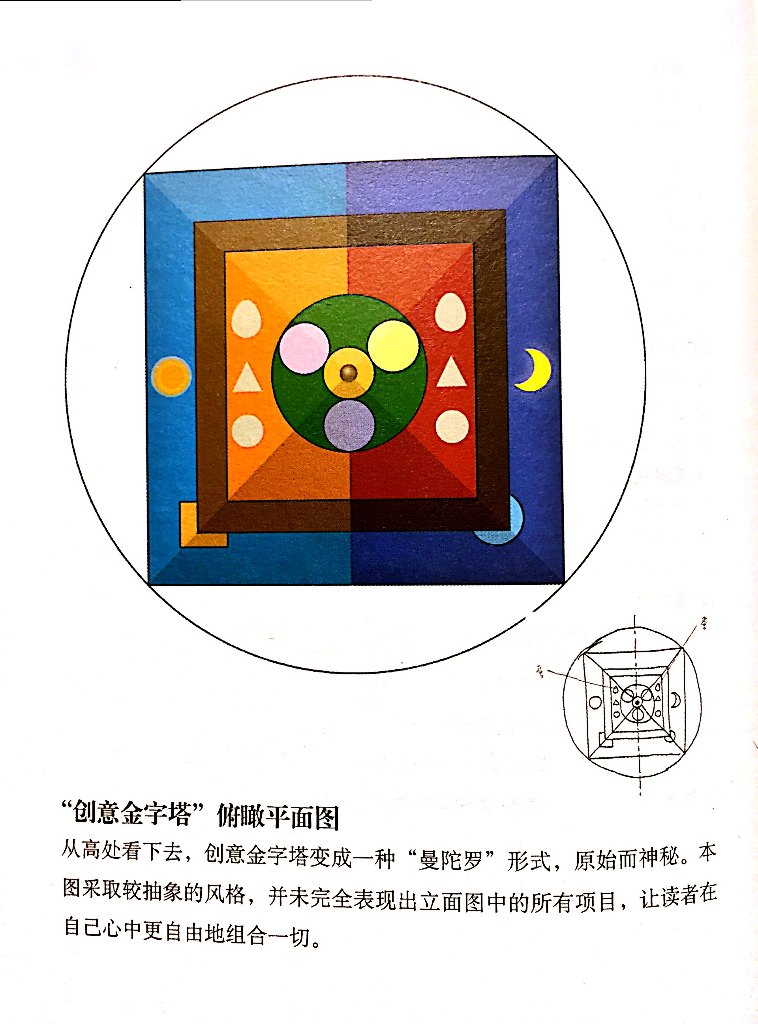 “创意金字塔”俯瞰平面图
从高处看下去，创意金字塔变成一种“曼陀罗”形式，原始而神秘。本
图采取较抽象的风格，并未完全表现出立面图中的所有项目，让读者在
自己心中更自由地组合一切。